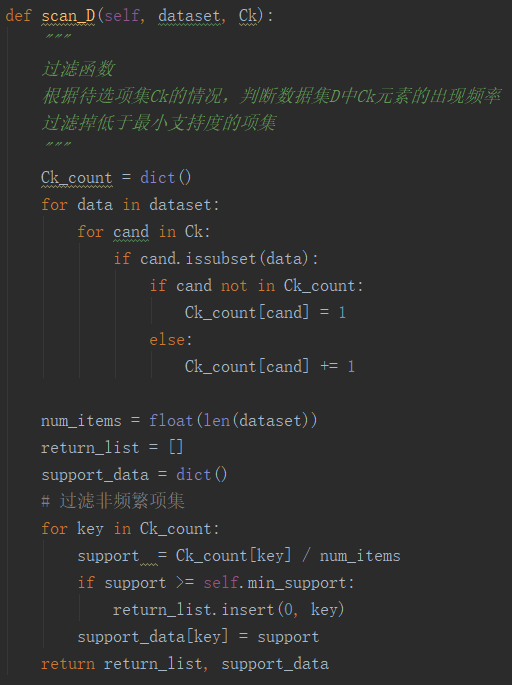 def scan_D(self, dataset, Ck):
    """
    过滤函数
    根据待选项集Ck的情况，判断数据集D中Ck元素的出现频率
    过滤掉低于最小支持度的项集
    """
    Ck_count = dict()
    for data in dataset:
        for cand in Ck:
            if cand.issubset(data):
                if cand not in Ck_count:
                    Ck_count[cand] = 1
                else:
                    Ck_count[cand] += 1

    num_items = float(len(dataset))
    return_list = []
    support_data = dict()
    # 过滤非频繁项集
    for key in Ck_count:
        support  = Ck_count[key] / num_items
        if support >= self.min_support:
            return_list.insert(0, key)
        support_data[key] = support
    return return_list, support_data